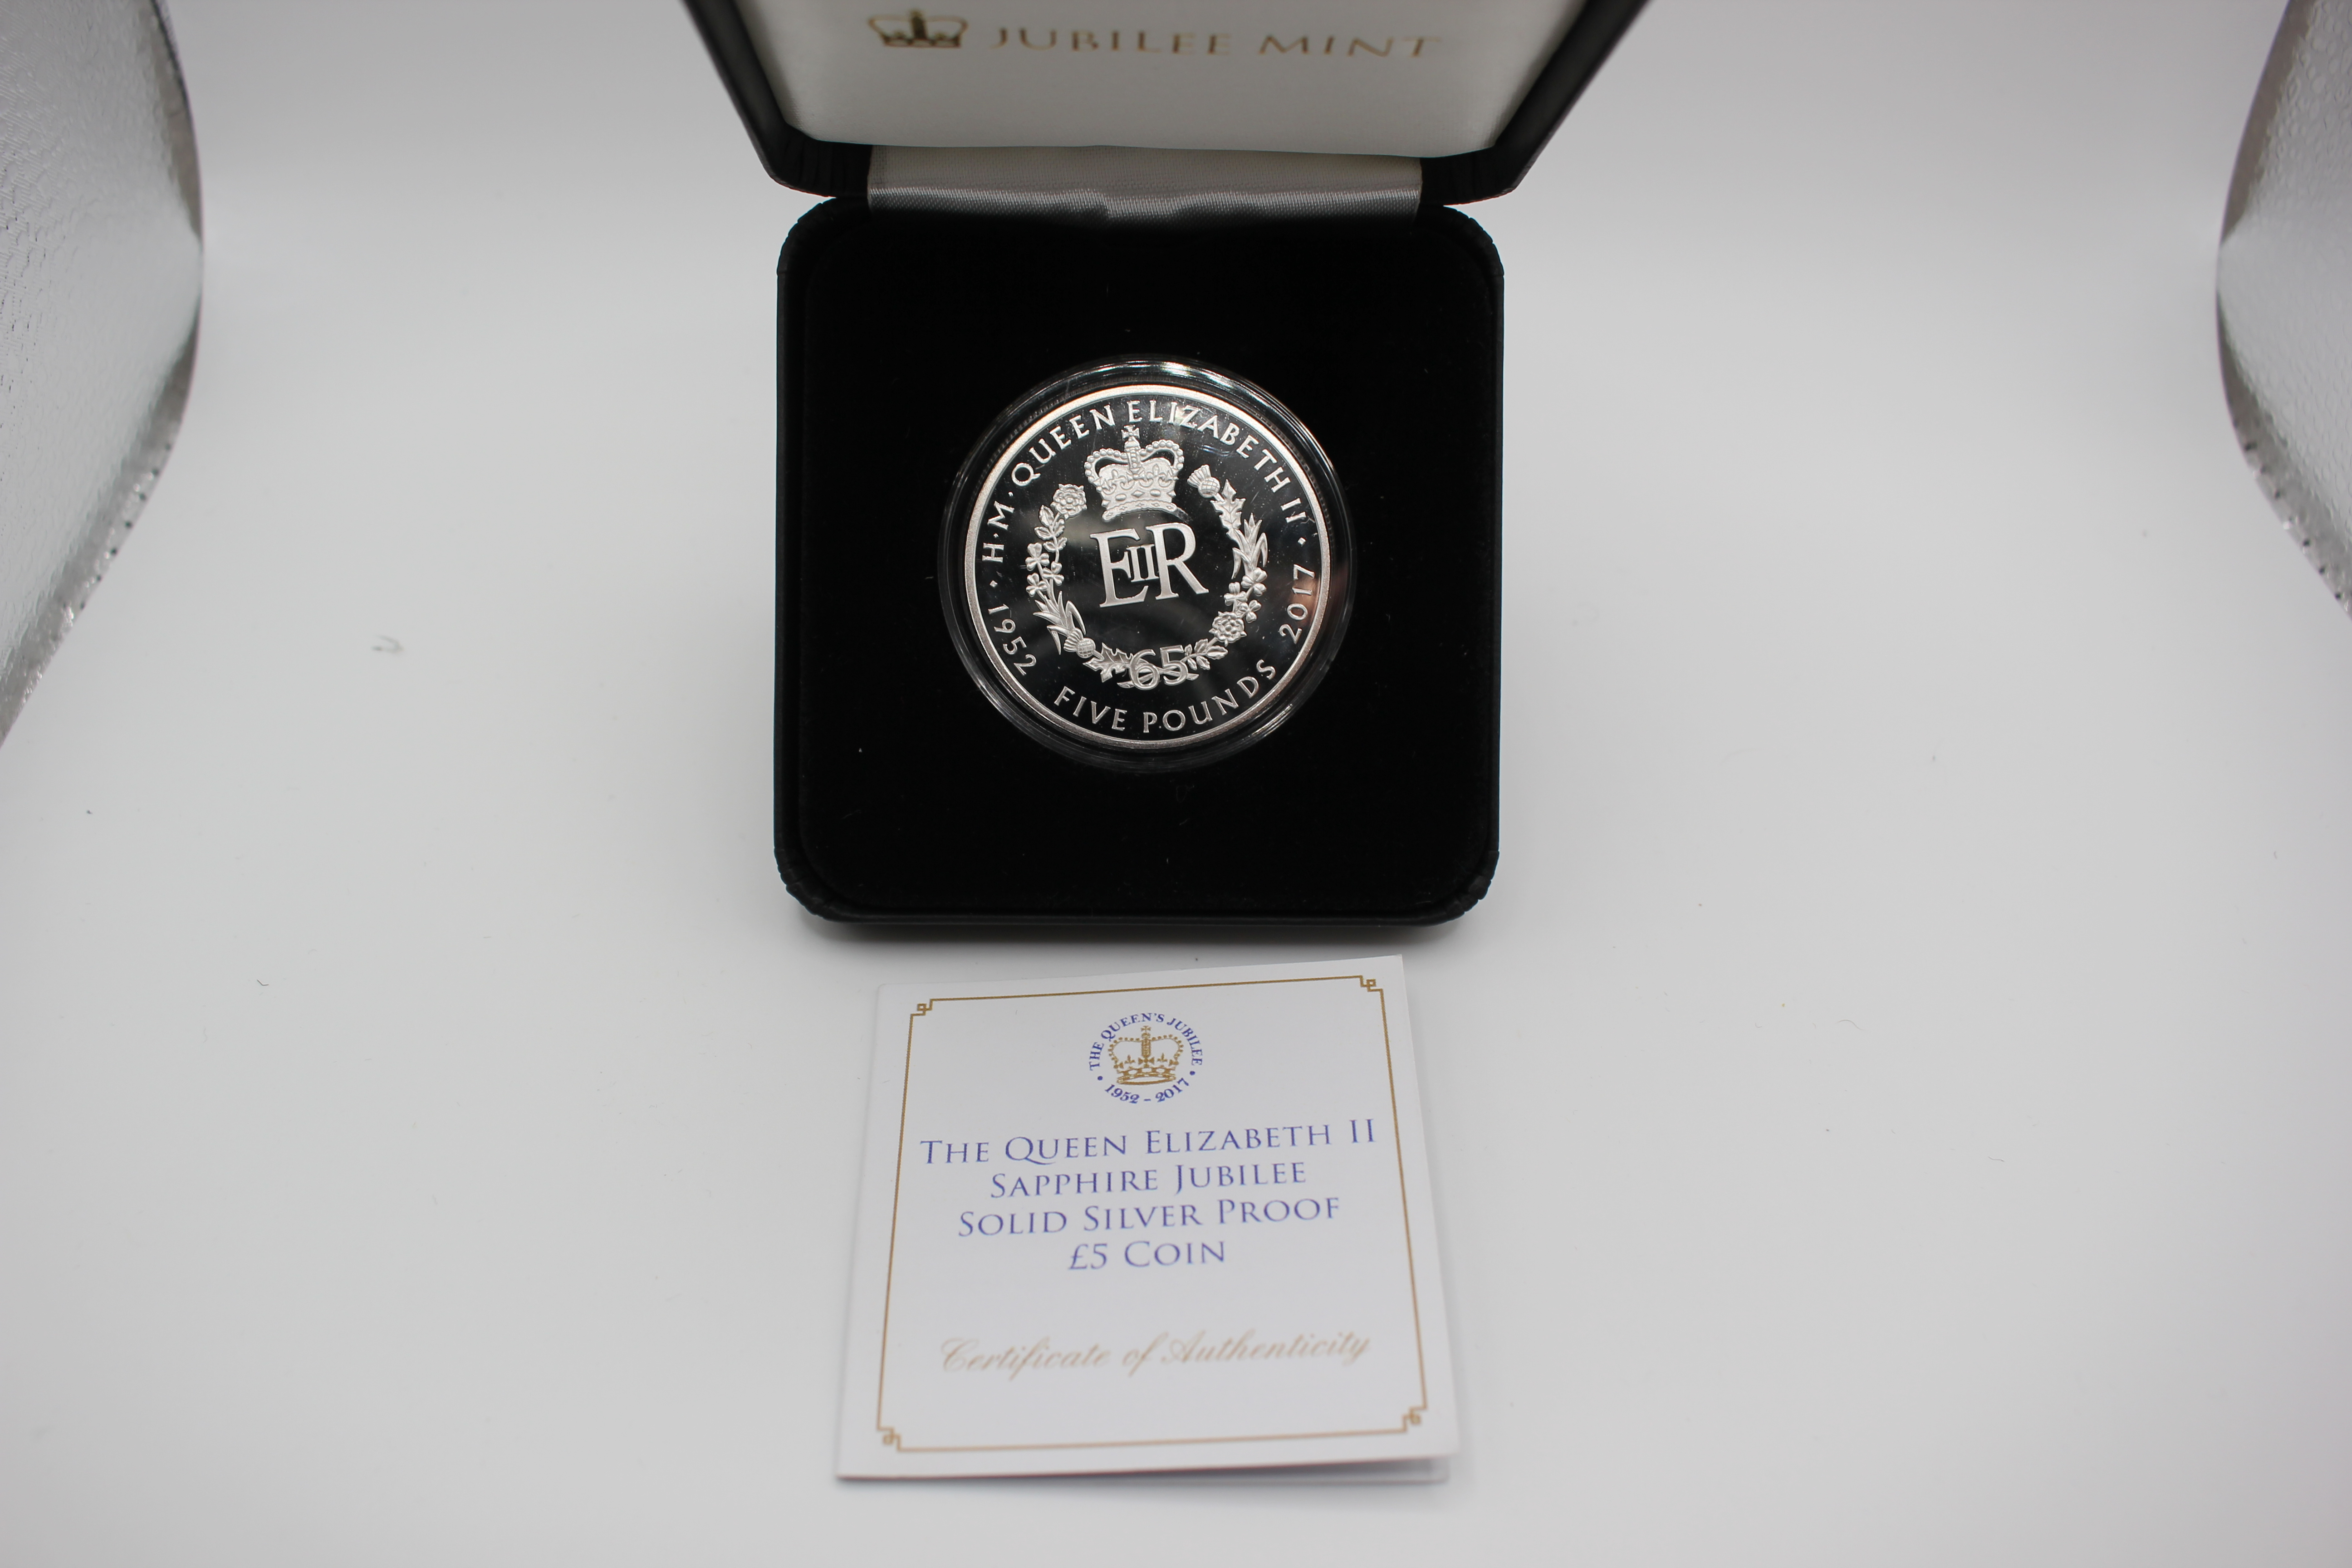 JUBILEE MINT
· H·M·QUEEN ELIZABETH II ·
EIIR
65
1952 FIVE POUNDS 2017
THE QUEEN'S JUBILEE
• 1952 - 2017 •
THE QUEEN ELIZABETH II
SAPPHIRE JUBILEE
SOLID SILVER PROOF
£5 COIN
Certificate of Authenticity